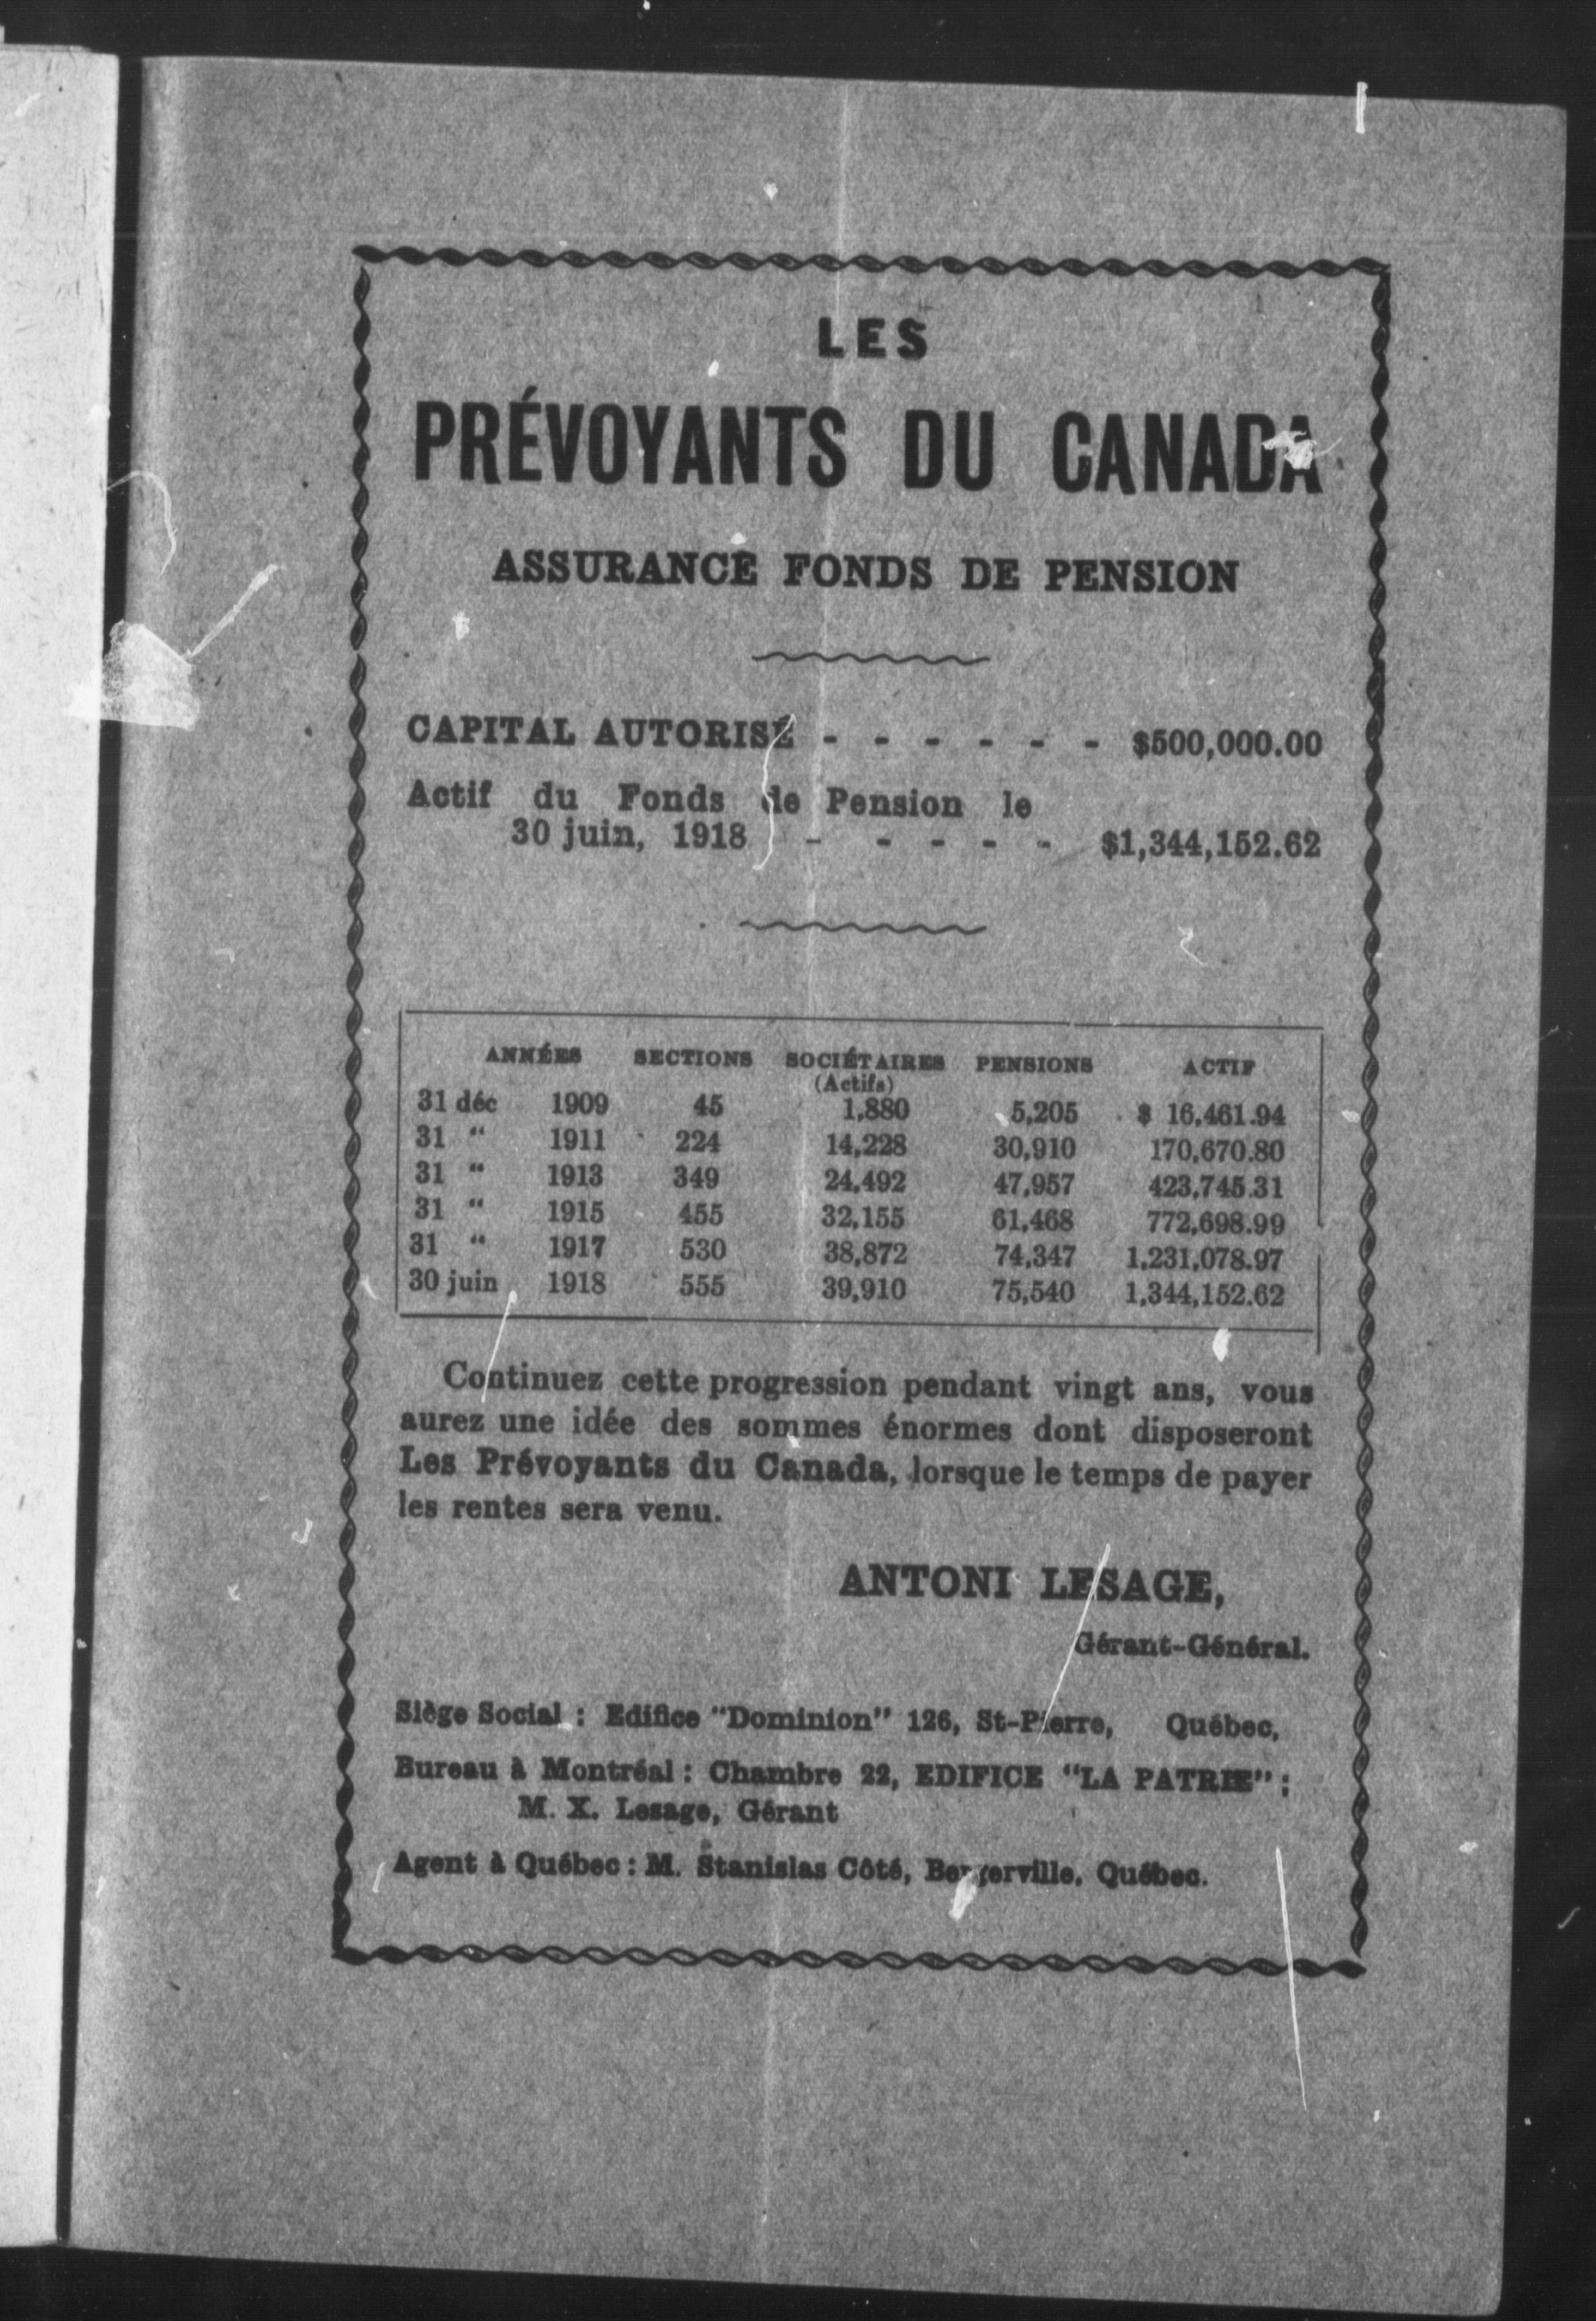 LES
PRÉVOYANTS DU CANADA
ASSURANCE FONDS DE PENSION
CAPITAL AUTORISÉ - - - - - - $500,000.00
Actif du Fonds de Pension le
30 juin, 1918 - - - - - $1,344,152.62
ANNÉES SECTIONS SOCIÉTAIRES PENSIONS ACTIF
(Actifs)
31 déc 1909 45 1,880 5,205 $ 16,461.94
31 “ 1911 224 14,228 30,910 170,670.80
31 “ 1913 349 24,492 47,957 423,745.31
31 “ 1915 455 32,155 61,468 772,698.99
31 “ 1917 530 38,872 74,347 1,231,078.97
30 juin 1918 555 39,910 75,540 1,344,152.62
Continuez cette progression pendant vingt ans, vous
aurez une idée des sommes énormes dont disposeront
Les Prévoyants du Canada, lorsque le temps de payer
les rentes sera venu.
ANTONI LESAGE,
Gérant-Général.
Siège Social : Edifice "Dominion" 126, St-Pierre, Québec,
Bureau à Montréal : Chambre 22, EDIFICE "LA PATRIE" ;
M. X. Lesage, Gérant
Agent à Québec : M. Stanislas Côté, Bergerville, Québec.